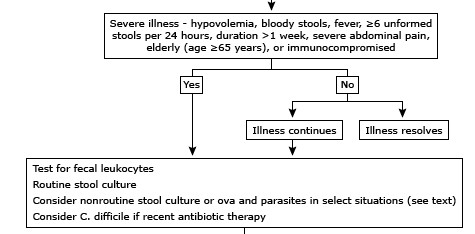 Severe illness - hypovolemia, bloody stools, fever, ≥6 unformed
stools per 24 hours, duration >1 week, severe abdominal pain,
elderly (age ≥65 years), or immunocompromised
Yes
No
Illness continues
Illness resolves
Test for fecal leukocytes
Routine stool culture
Consider nonroutine stool culture or ova and parasites in select situations (see text)
Consider C. difficile if recent antibiotic therapy